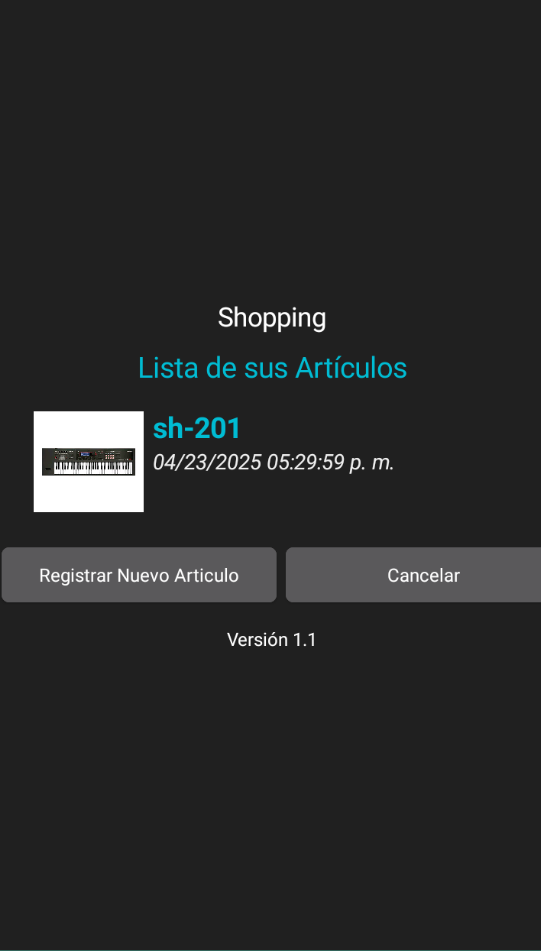 Shopping
Lista de sus Artículos
sh-201
04/23/2025 05:29:59 p. m.
Registrar Nuevo Articulo
Cancelar
Versión 1.1